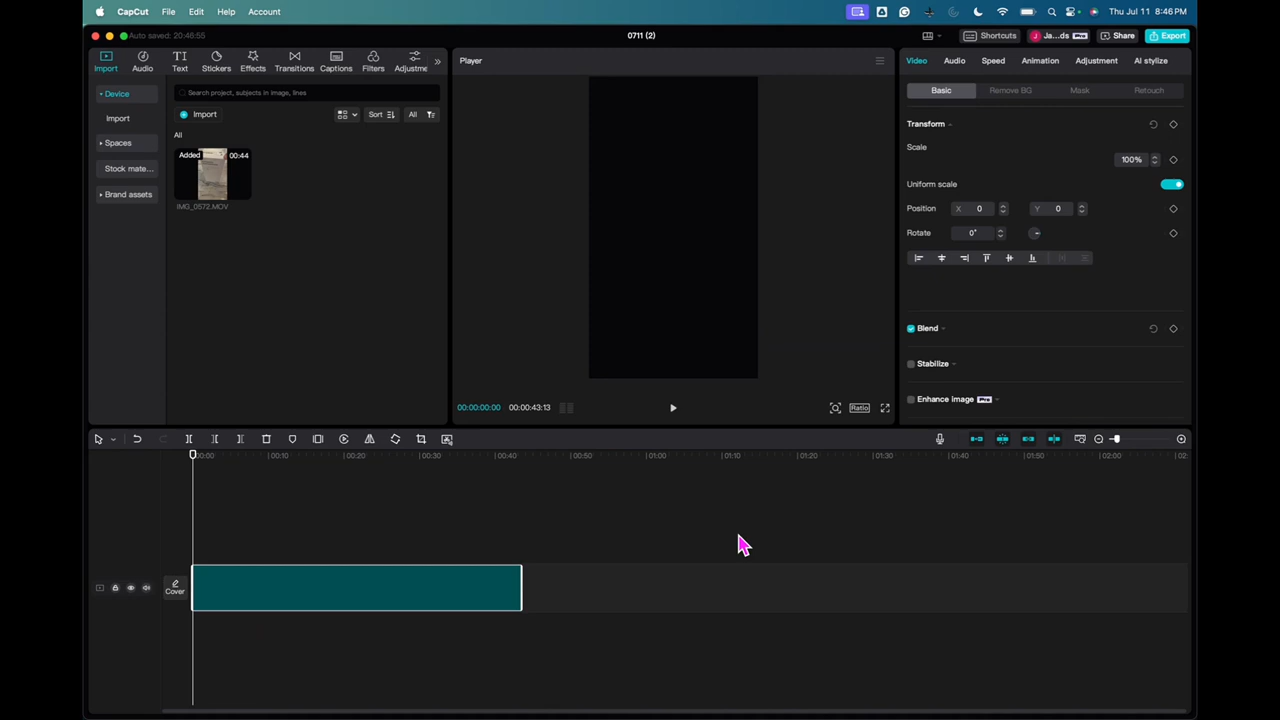 CapCut File Edit Help Account Thu Jul 11 8:46 PM
Auto saved: 20:46:55 0711 (2) Shortcuts Ja...ds Pro Share Export
Import Audio Text Stickers Effects Transitions Captions Filters Adjustme
Device
Import
Spaces
Stock mate...
Brand assets
Search project, subjects in image, lines
Import Sort All
All
Added 00:44
IMG_0572.MOV
Player
00:00:00:00 00:00:43:13 Ratio
Video Audio Speed Animation Adjustment AI stylize
Basic Remove BG Mask Retouch
Transform
Scale
100%
Uniform scale
Position X 0 Y 0
Rotate 0°
Blend
Stabilize
Enhance image Pro
00:00 00:10 00:20 00:30 00:40 00:50 01:00 01:10 01:20 01:30 01:40 01:50 02:00 02:
Cover